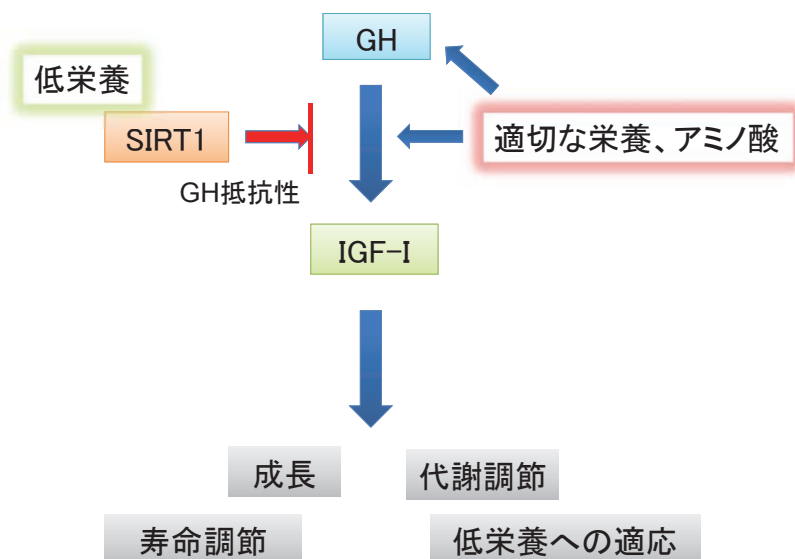 GH
低栄養
SIRT1
適切な栄養、アミノ酸
GH抵抗性
IGF-I
成長
代謝調節
寿命調節
低栄養への適応